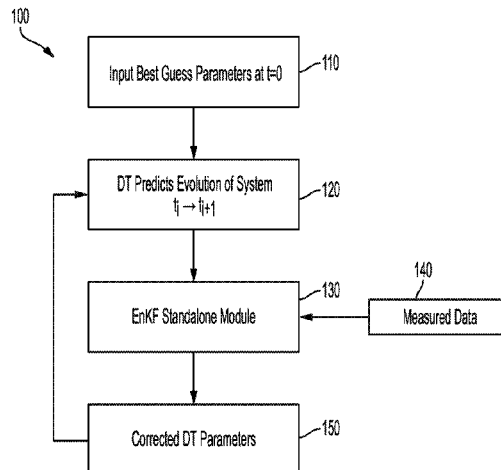 100
Input Best Guess Parameters at t=0
110
DT Predicts Evolution of System
tᵢ → tᵢ₊₁
120
EnKF Standalone Module
130
140
Measured Data
Corrected DT Parameters
150